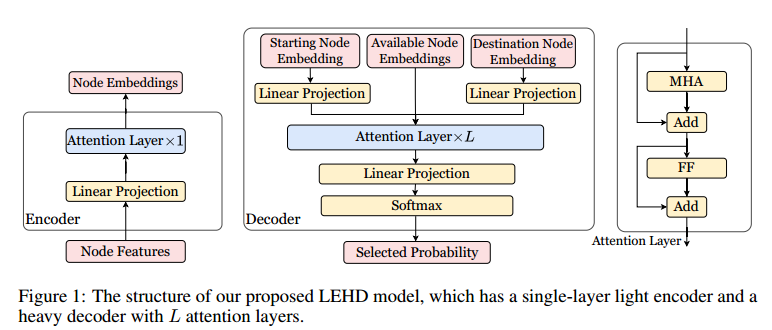 Node Embeddings
Attention Layer×1
Linear Projection
Encoder
Node Features
Starting Node
Embedding
Available Node
Embeddings
Destination Node
Embedding
Linear Projection
Linear Projection
Attention Layer×L
Linear Projection
Softmax
Decoder
Selected Probability
MHA
Add
FF
Add
Attention Layer
Figure 1: The structure of our proposed LEHD model, which has a single-layer light encoder and a
heavy decoder with L attention layers.